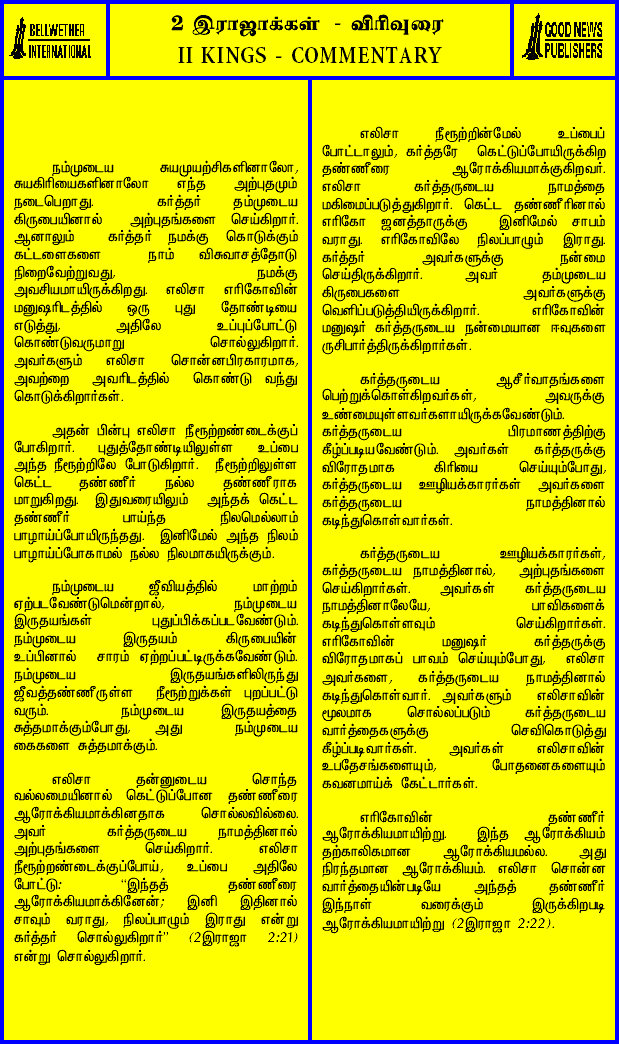 BELLWETHER
INTERNATIONAL
2 இராஜாக்கள் - விரிவுரை
II KINGS - COMMENTARY
GOOD NEWS
PUBLISHERS
நம்முடைய சுயமுயற்சிகளினாலோ,
சுயகிரியைகளினாலோ எந்த அற்புதமும்
நடைபெறாது. கர்த்தர் தம்முடைய
கிருபையினால் அற்புதங்களை செய்கிறார்.
ஆனாலும் கர்த்தர் நமக்கு கொடுக்கும்
கட்டளைகளை நாம் விசுவாசத்தோடு
நிறைவேற்றுவது, நமக்கு
அவசியமாயிருக்கிறது. எலிசா எரிகோவின்
மனுஷரிடத்தில் ஒரு புது தோண்டியை
எடுத்து, அதிலே உப்புப்போட்டு
கொண்டுவருமாறு சொல்லுகிறார்.
அவர்களும் எலிசா சொன்னபிரகாரமாக,
அவற்றை அவரிடத்தில் கொண்டு வந்து
கொடுக்கிறார்கள்.
அதன் பின்பு எலிசா நீரூற்றண்டைக்குப்
போகிறார். புதுத்தோண்டியிலுள்ள உப்பை
அந்த நீரூற்றிலே போடுகிறார். நீரூற்றிலுள்ள
கெட்ட தண்ணீர் நல்ல தண்ணீராக
மாறுகிறது. இதுவரையிலும் அந்தக் கெட்ட
தண்ணீர் பாய்ந்த நிலமெல்லாம்
பாழாய்ப்போயிருந்தது. இனிமேல் அந்த நிலம்
பாழாய்ப்போகாமல் நல்ல நிலமாகயிருக்கும்.
நம்முடைய ஜீவியத்தில் மாற்றம்
ஏற்படவேண்டுமென்றால், நம்முடைய
இருதயங்கள் புதுப்பிக்கப்படவேண்டும்.
நம்முடைய இருதயம் கிருபையின்
உப்பினால் சாரம் ஏற்றப்பட்டிருக்கவேண்டும்.
நம்முடைய இருதயங்களிலிருந்து
ஜீவத்தண்ணீருள்ள நீரூற்றுக்கள் புறப்பட்டு
வரும். நம்முடைய இருதயத்தை
சுத்தமாக்கும்போது, அது நம்முடைய
கைகளை சுத்தமாக்கும்.
எலிசா தன்னுடைய சொந்த
வல்லமையினால் கெட்டுப்போன தண்ணீரை
ஆரோக்கியமாக்கினதாக சொல்லவில்லை.
அவர் கர்த்தருடைய நாமத்தினால்
அற்புதங்களை செய்கிறார். எலிசா
நீரூற்றண்டைக்குப்போய், உப்பை அதிலே
போட்டு: "இந்தத் தண்ணீரை
ஆரோக்கியமாக்கினேன்; இனி இதினால்
சாவும் வராது, நிலப்பாழும் இராது என்று
கர்த்தர் சொல்லுகிறார்" (2இராஜா 2:21)
என்று சொல்லுகிறார்.
எலிசா நீரூற்றின்மேல் உப்பைப்
போட்டாலும், கர்த்தரே கெட்டுப்போயிருக்கிற
தண்ணீரை ஆரோக்கியமாக்குகிறவர்.
எலிசா கர்த்தருடைய நாமத்தை
மகிமைப்படுத்துகிறார். கெட்ட தண்ணீரினால்
எரிகோ ஜனத்தாருக்கு இனிமேல் சாபம்
வராது. எரிகோவிலே நிலப்பாழும் இராது.
கர்த்தர் அவர்களுக்கு நன்மை
செய்திருக்கிறார். அவர் தம்முடைய
கிருபைகளை அவர்களுக்கு
வெளிப்படுத்தியிருக்கிறார். எரிகோவின்
மனுஷர் கர்த்தருடைய நன்மையான ஈவுகளை
ருசிபார்த்திருக்கிறார்கள்.
கர்த்தருடைய ஆசீர்வாதங்களை
பெற்றுக்கொள்கிறவர்கள், அவருக்கு
உண்மையுள்ளவர்களாயிருக்கவேண்டும்.
கர்த்தருடைய பிரமாணத்திற்கு
கீழ்ப்படியவேண்டும். அவர்கள் கர்த்தருக்கு
விரோதமாக கிரியை செய்யும்போது,
கர்த்தருடைய ஊழியக்காரர்கள் அவர்களை
கர்த்தருடைய நாமத்தினால்
கடிந்துகொள்வார்கள்.
கர்த்தருடைய ஊழியக்காரர்கள்,
கர்த்தருடைய நாமத்தினால், அற்புதங்களை
செய்கிறார்கள். அவர்கள் கர்த்தருடைய
நாமத்தினாலேயே, பாவிகளைக்
கடிந்துகொள்ளவும் செய்கிறார்கள்.
எரிகோவின் மனுஷர் கர்த்தருக்கு
விரோதமாகப் பாவம் செய்யும்போது, எலிசா
அவர்களை, கர்த்தருடைய நாமத்தினால்
கடிந்துகொள்வார். அவர்களும் எலிசாவின்
மூலமாக சொல்லப்படும் கர்த்தருடைய
வார்த்தைகளுக்கு செவிகொடுத்து
கீழ்ப்படிவார்கள். அவர்கள் எலிசாவின்
உபதேசங்களையும், போதனைகளையும்
கவனமாய்க் கேட்டார்கள்.
எரிகோவின் தண்ணீர்
ஆரோக்கியமாயிற்று. இந்த ஆரோக்கியம்
தற்காலிகமான ஆரோக்கியமல்ல. அது
நிரந்தமான ஆரோக்கியம். எலிசா சொன்ன
வார்த்தையின்படியே அந்தத் தண்ணீர்
இந்நாள் வரைக்கும் இருக்கிறபடி
ஆரோக்கியமாயிற்று (2இராஜா 2:22).